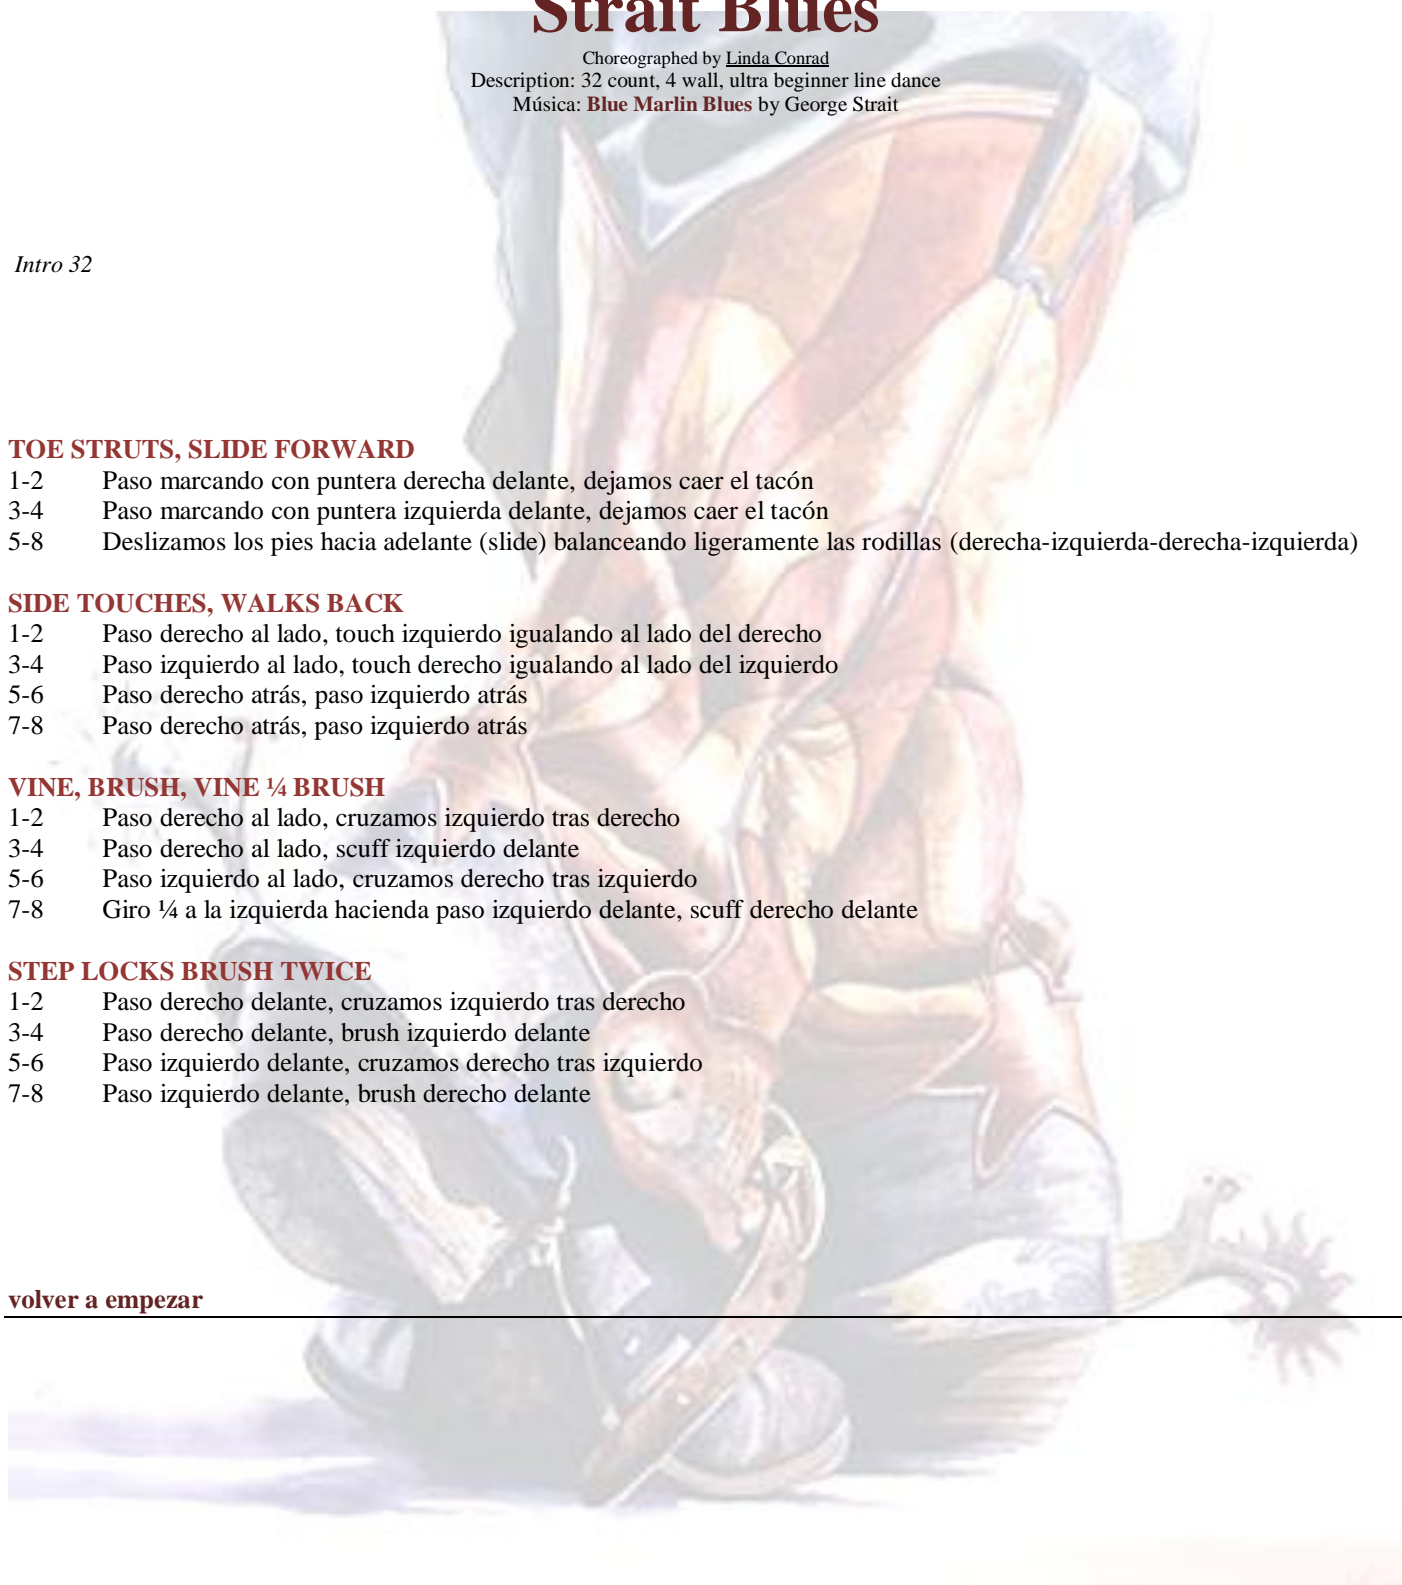 Strait Blues
Choreographed by Linda Conrad
Description: 32 count, 4 wall, ultra beginner line dance
Música: Blue Marlin Blues by George Strait
Intro 32
TOE STRUTS, SLIDE FORWARD
1-2 Paso marcando con puntera derecha delante, dejamos caer el tacón
3-4 Paso marcando con puntera izquierda delante, dejamos caer el tacón
5-8 Deslizamos los pies hacia adelante (slide) balanceando ligeramente las rodillas (derecha-izquierda-derecha-izquierda)
SIDE TOUCHES, WALKS BACK
1-2 Paso derecho al lado, touch izquierdo igualando al lado del derecho
3-4 Paso izquierdo al lado, touch derecho igualando al lado del izquierdo
5-6 Paso derecho atrás, paso izquierdo atrás
7-8 Paso derecho atrás, paso izquierdo atrás
VINE, BRUSH, VINE ¼ BRUSH
1-2 Paso derecho al lado, cruzamos izquierdo tras derecho
3-4 Paso derecho al lado, scuff izquierdo delante
5-6 Paso izquierdo al lado, cruzamos derecho tras izquierdo
7-8 Giro ¼ a la izquierda hacienda paso izquierdo delante, scuff derecho delante
STEP LOCKS BRUSH TWICE
1-2 Paso derecho delante, cruzamos izquierdo tras derecho
3-4 Paso derecho delante, brush izquierdo delante
5-6 Paso izquierdo delante, cruzamos derecho tras izquierdo
7-8 Paso izquierdo delante, brush derecho delante
volver a empezar